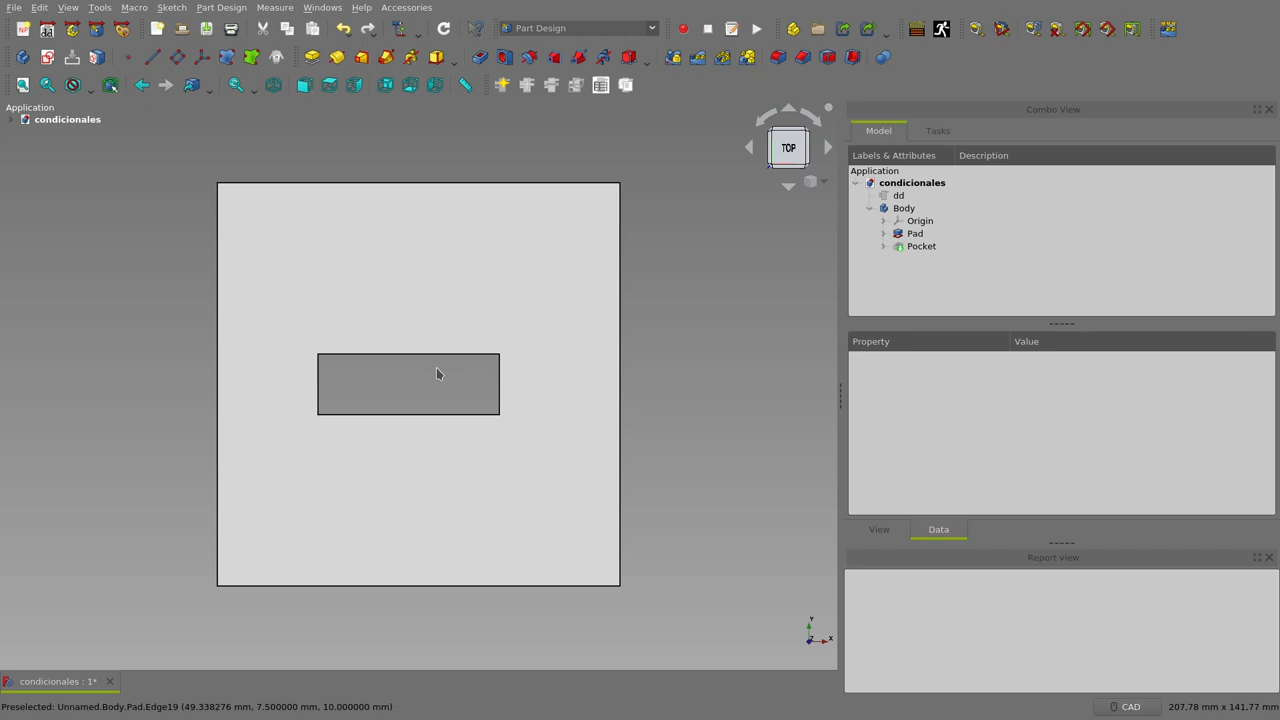 File Edit View Tools Macro Sketch Part Design Measure Windows Help Accessories
Part Design
Application
condicionales
TOP
Combo View
Model Tasks
Labels & Attributes Description
Application
condicionales
dd
Body
Origin
Pad
Pocket
Property Value
View Data
Report view
Y
Z X
condicionales : 1*
Preselected: Unnamed.Body.Pad.Edge19 (49.338276 mm, 7.500000 mm, 10.000000 mm)
CAD 207,78 mm x 141,77 mm